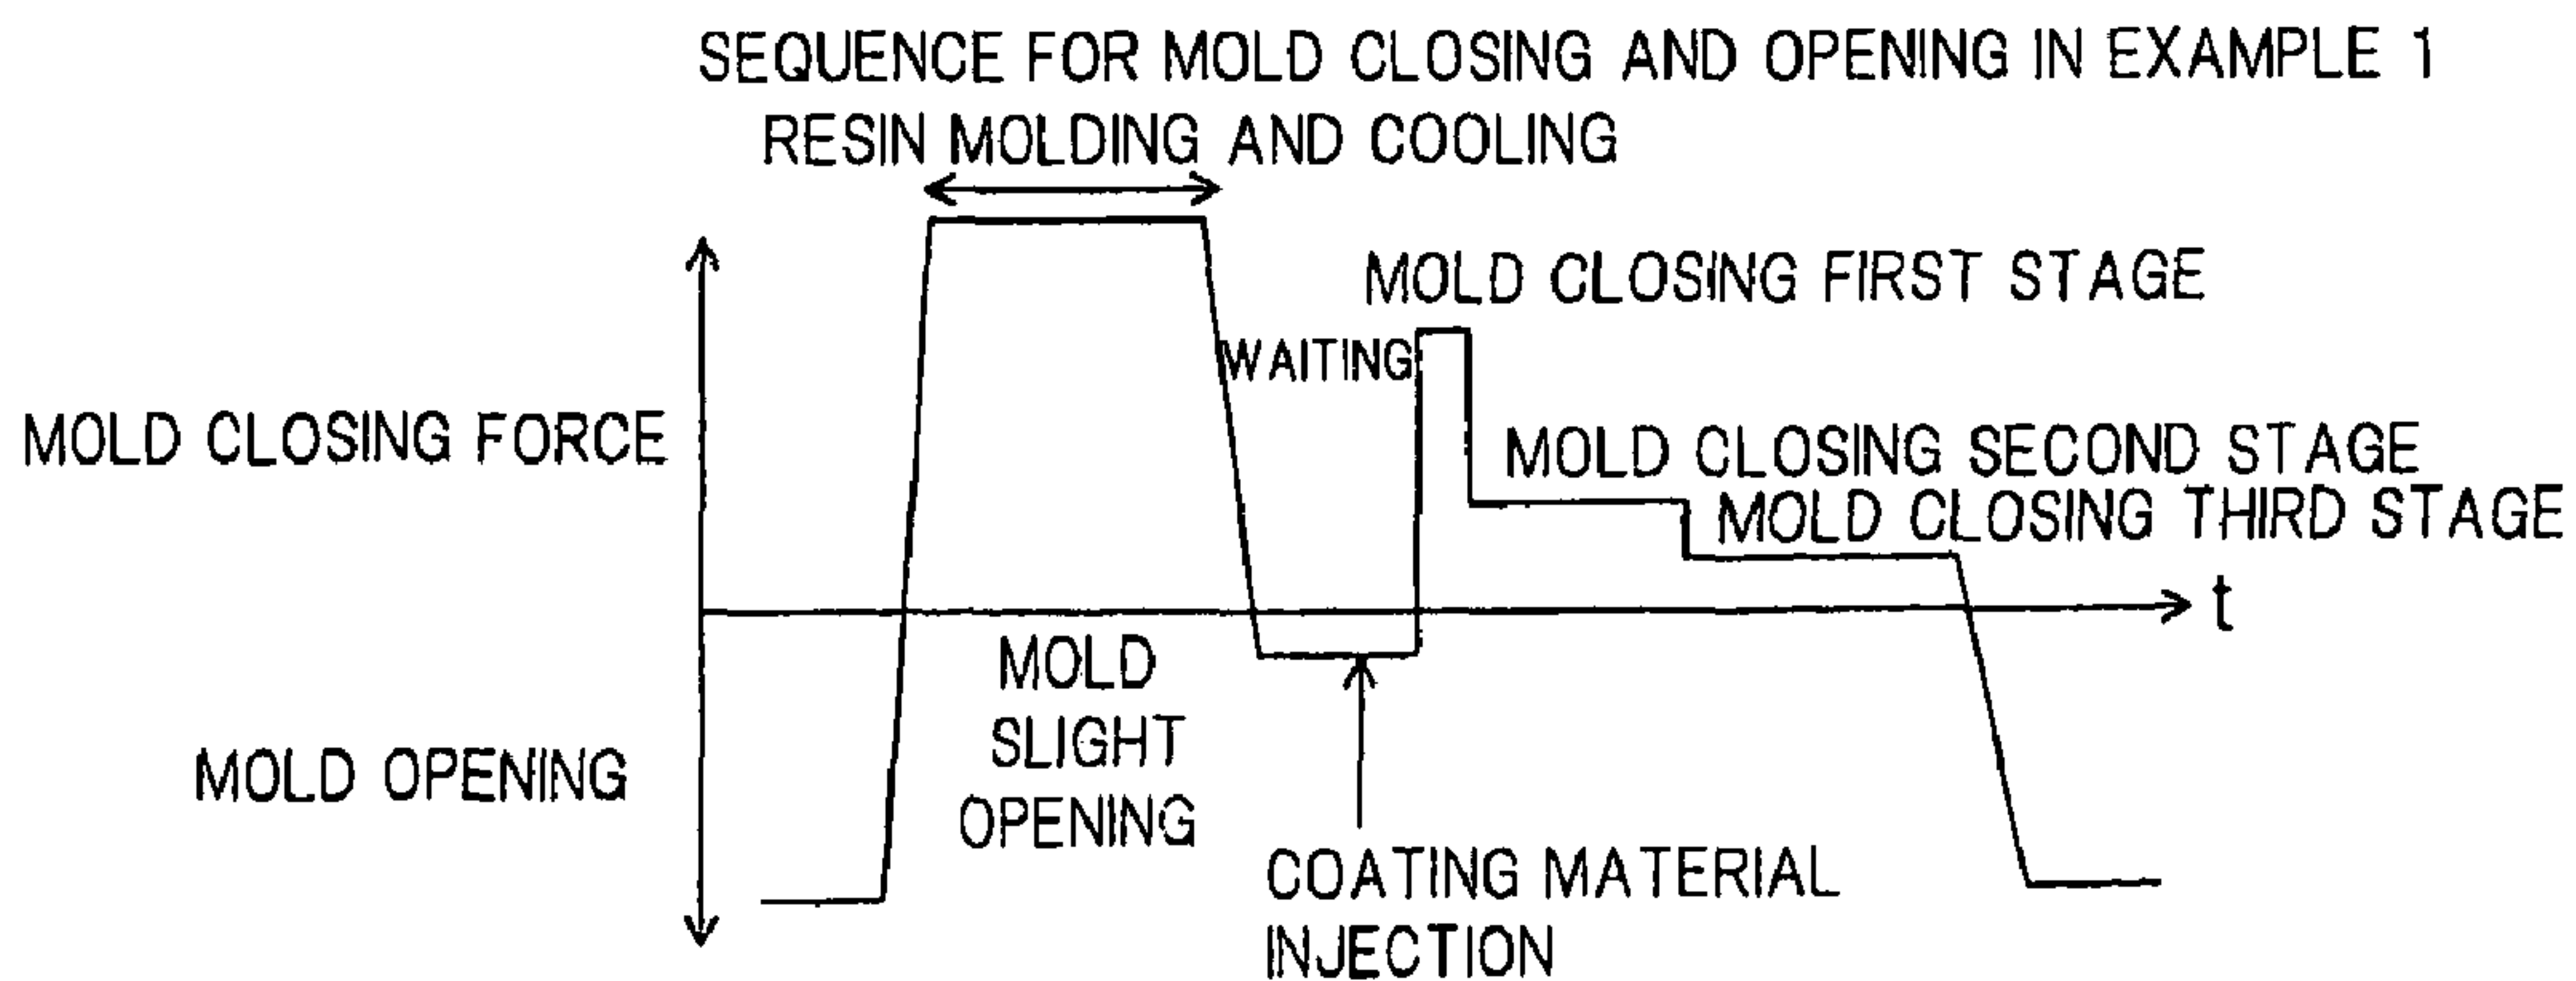 SEQUENCE FOR MOLD CLOSING AND OPENING IN EXAMPLE 1
RESIN MOLDING AND COOLING
MOLD CLOSING FIRST STAGE
WAITING
MOLD CLOSING FORCE
MOLD CLOSING SECOND STAGE
MOLD CLOSING THIRD STAGE
t
MOLD
SLIGHT
OPENING
MOLD OPENING
COATING MATERIAL
INJECTION